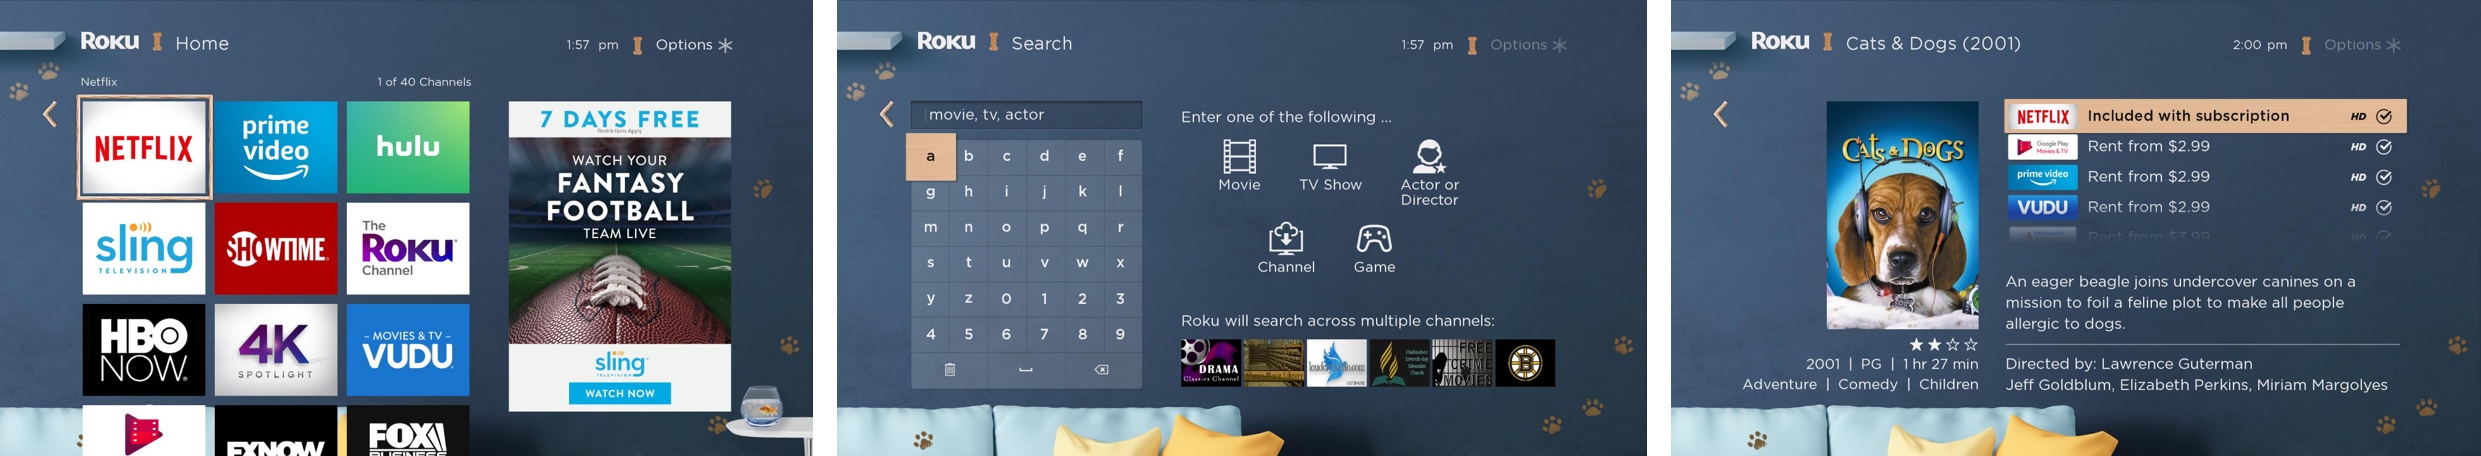 Roku Home
1:57 pm Options
Netflix
1 of 40 Channels
NETFLIX
prime video
hulu
sling
TELEVISION
SHOWTIME
The Roku Channel
HBO NOW
4K SPOTLIGHT
MOVIES & TV VUDU
FXNOW
FOX BUSINESS
7 DAYS FREE
Restrictions Apply
WATCH YOUR
FANTASY
FOOTBALL
TEAM LIVE
sling
TELEVISION
WATCH NOW
Roku Search
1:57 pm Options
movie, tv, actor
a b c d e f
g h i j k l
m n o p q r
s t u v w x
y z 0 1 2 3
4 5 6 7 8 9
Enter one of the following ...
Movie
TV Show
Actor or
Director
Channel
Game
Roku will search across multiple channels:
DRAMA
Classics Channel
FREE
CRIME
MOVIES
B
Roku Cats & Dogs (2001)
2:00 pm Options
CATS & DOGS
NETFLIX Included with subscription HD
Google Play Movies & TV Rent from $2.99 HD
prime video Rent from $2.99 HD
VUDU Rent from $2.99 HD
Rent from $3.99 HD
An eager beagle joins undercover canines on a
mission to foil a feline plot to make all people
allergic to dogs.
2001 | PG | 1 hr 27 min
Adventure | Comedy | Children
Directed by: Lawrence Guterman
Jeff Goldblum, Elizabeth Perkins, Miriam Margolyes